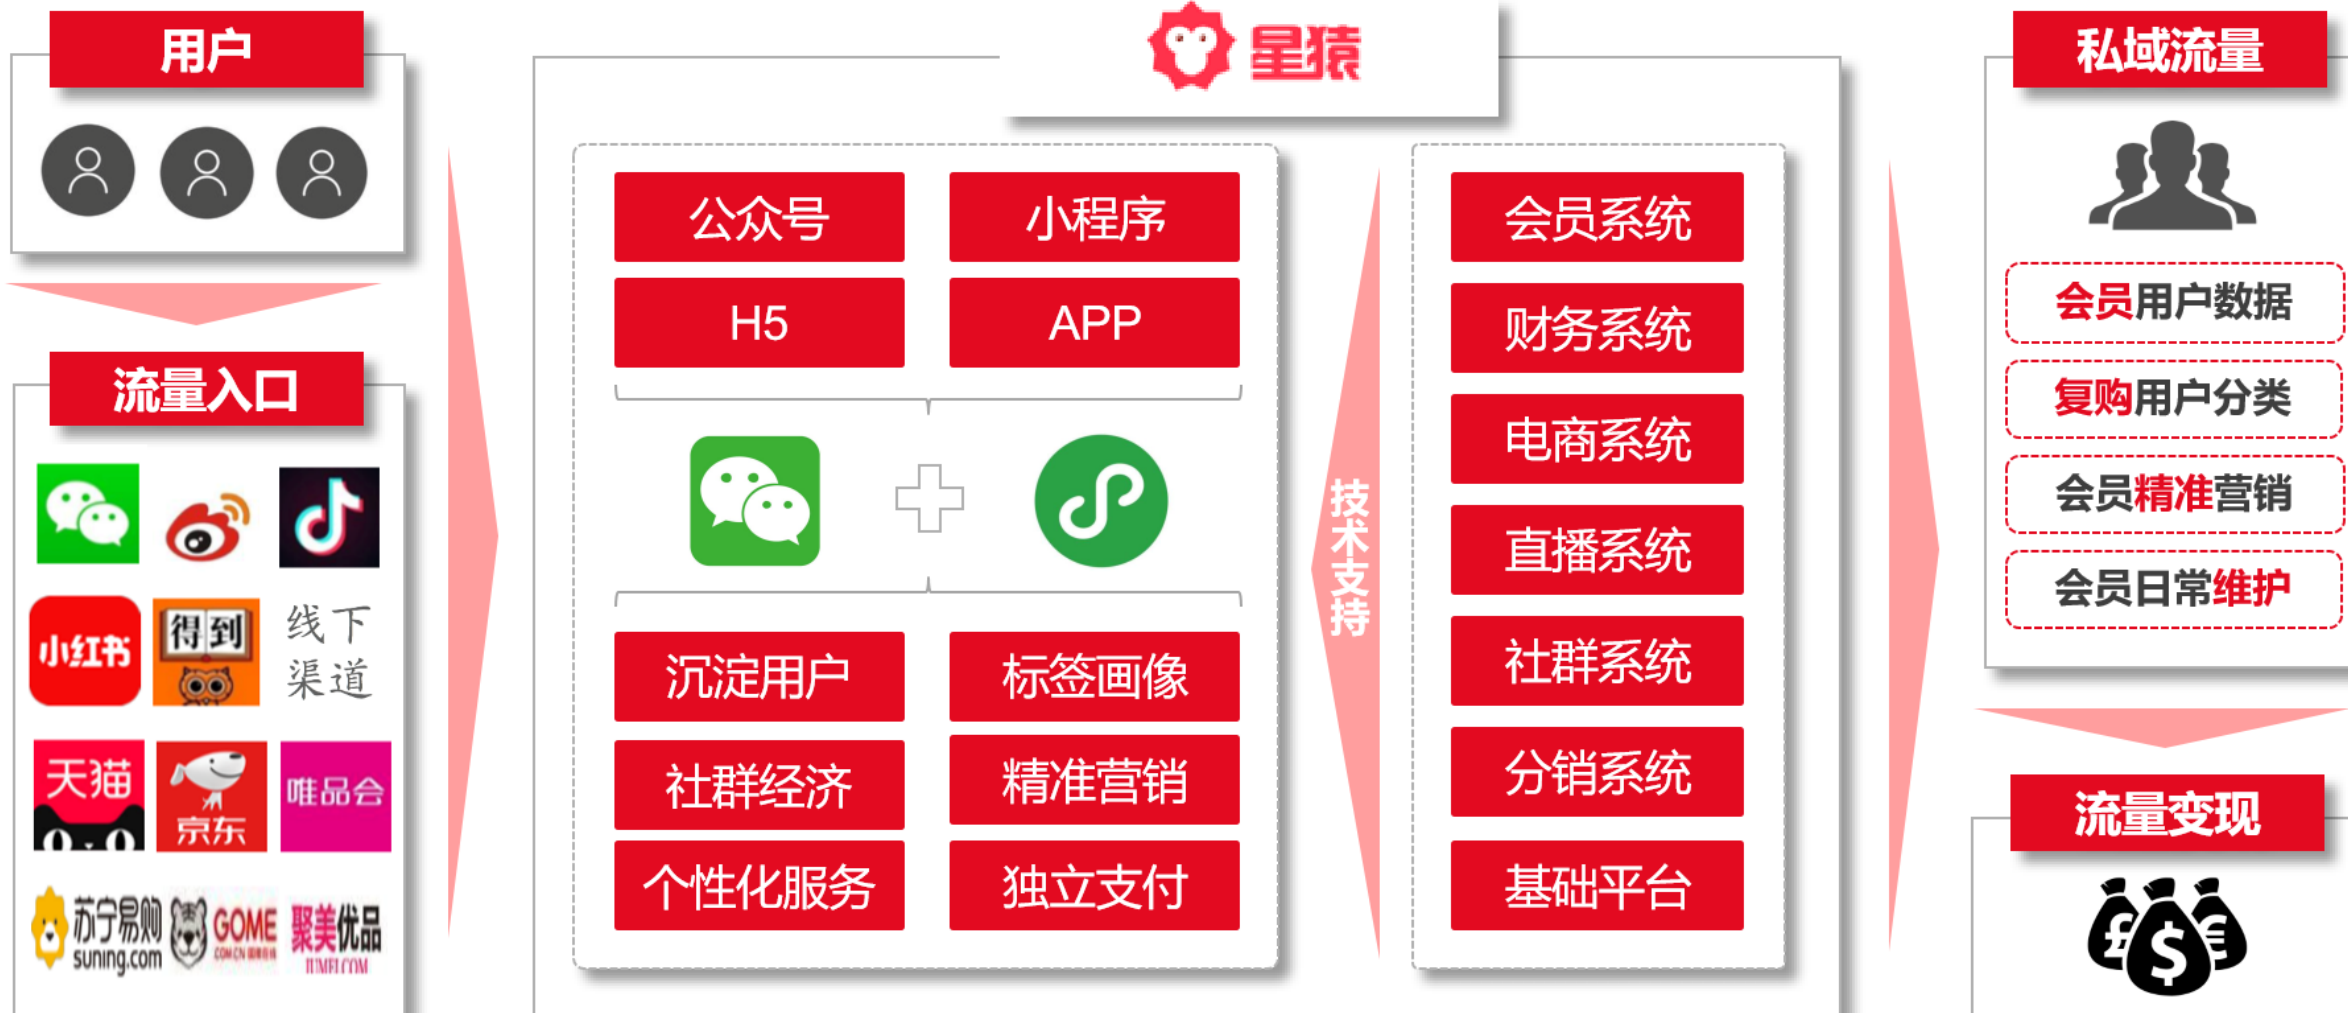 用户
流量入口
小红书
得到
线下
渠道
天猫
京东
唯品会
苏宁易购
suning.com
GOME
聚美优品
JUMEI.COM
星猿
公众号
小程序
H5
APP
沉淀用户
标签画像
社群经济
精准营销
个性化服务
独立支付
技术支持
会员系统
财务系统
电商系统
直播系统
社群系统
分销系统
基础平台
私域流量
会员用户数据
复购用户分类
会员精准营销
会员日常维护
流量变现
£
$
€